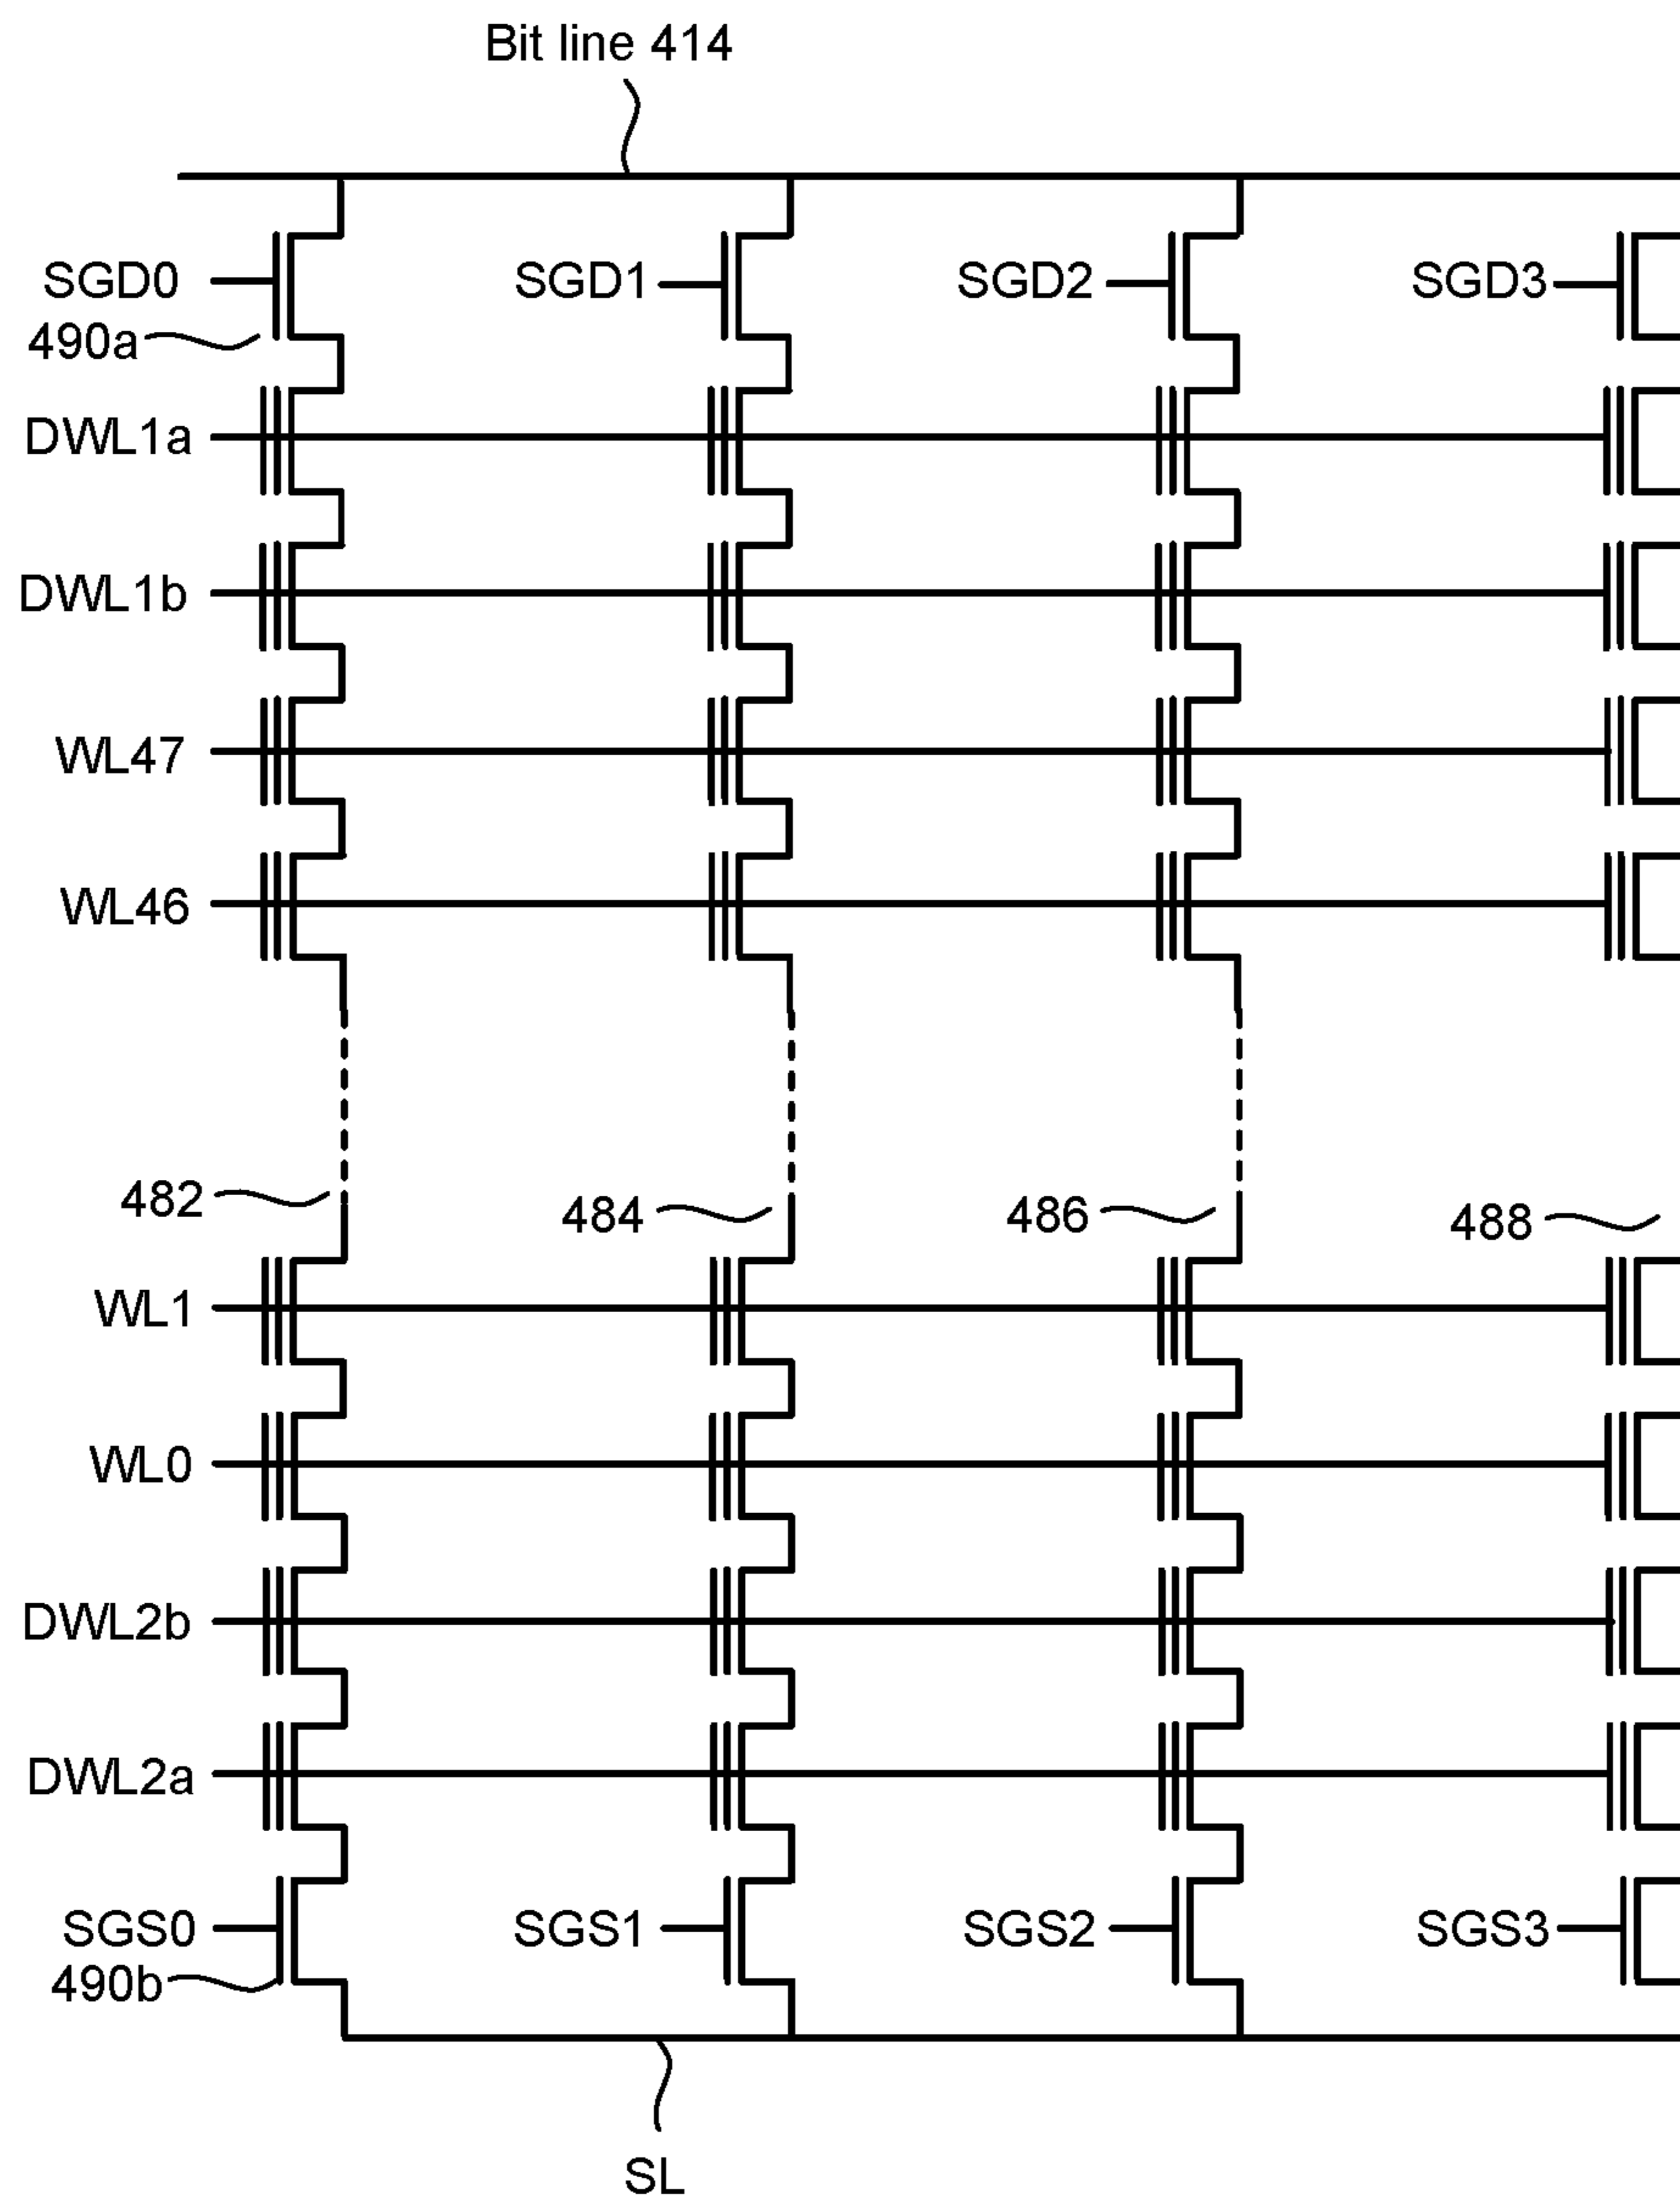 Bit line 414
SGD0
SGD1
SGD2
SGD3
490a
DWL1a
DWL1b
WL47
WL46
482
484
486
488
WL1
WL0
DWL2b
DWL2a
SGS0
SGS1
SGS2
SGS3
490b
SL